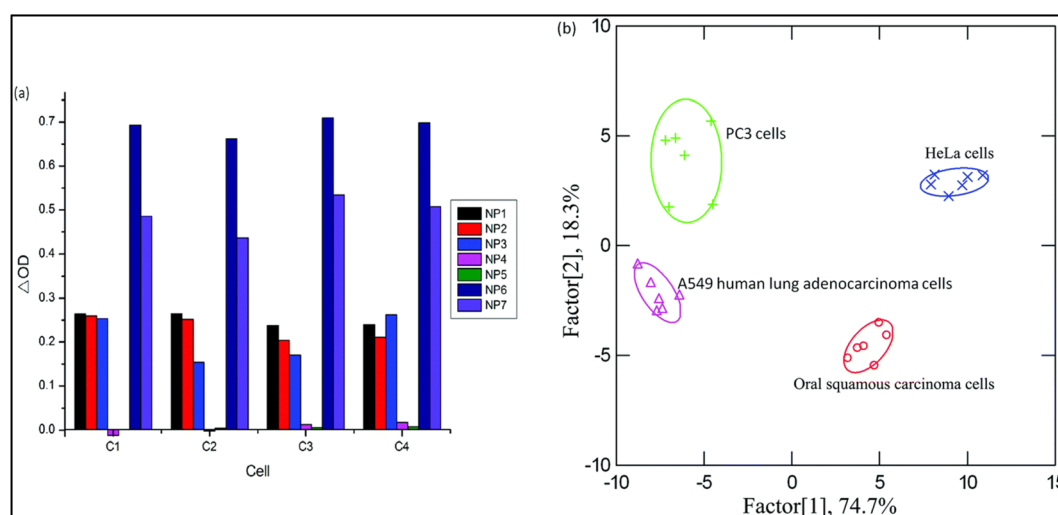 (a)
△OD
0.7
0.6
0.5
0.4
0.3
0.2
0.1
0.0
C1 C2 C3 C4
Cell
NP1
NP2
NP3
NP4
NP5
NP6
NP7
(b)
Factor[2], 18.3%
10
5
0
-5
-10
PC3 cells
HeLa cells
A549 human lung adenocarcinoma cells
Oral squamous carcinoma cells
-10 -5 0 5 10 15
Factor[1], 74.7%